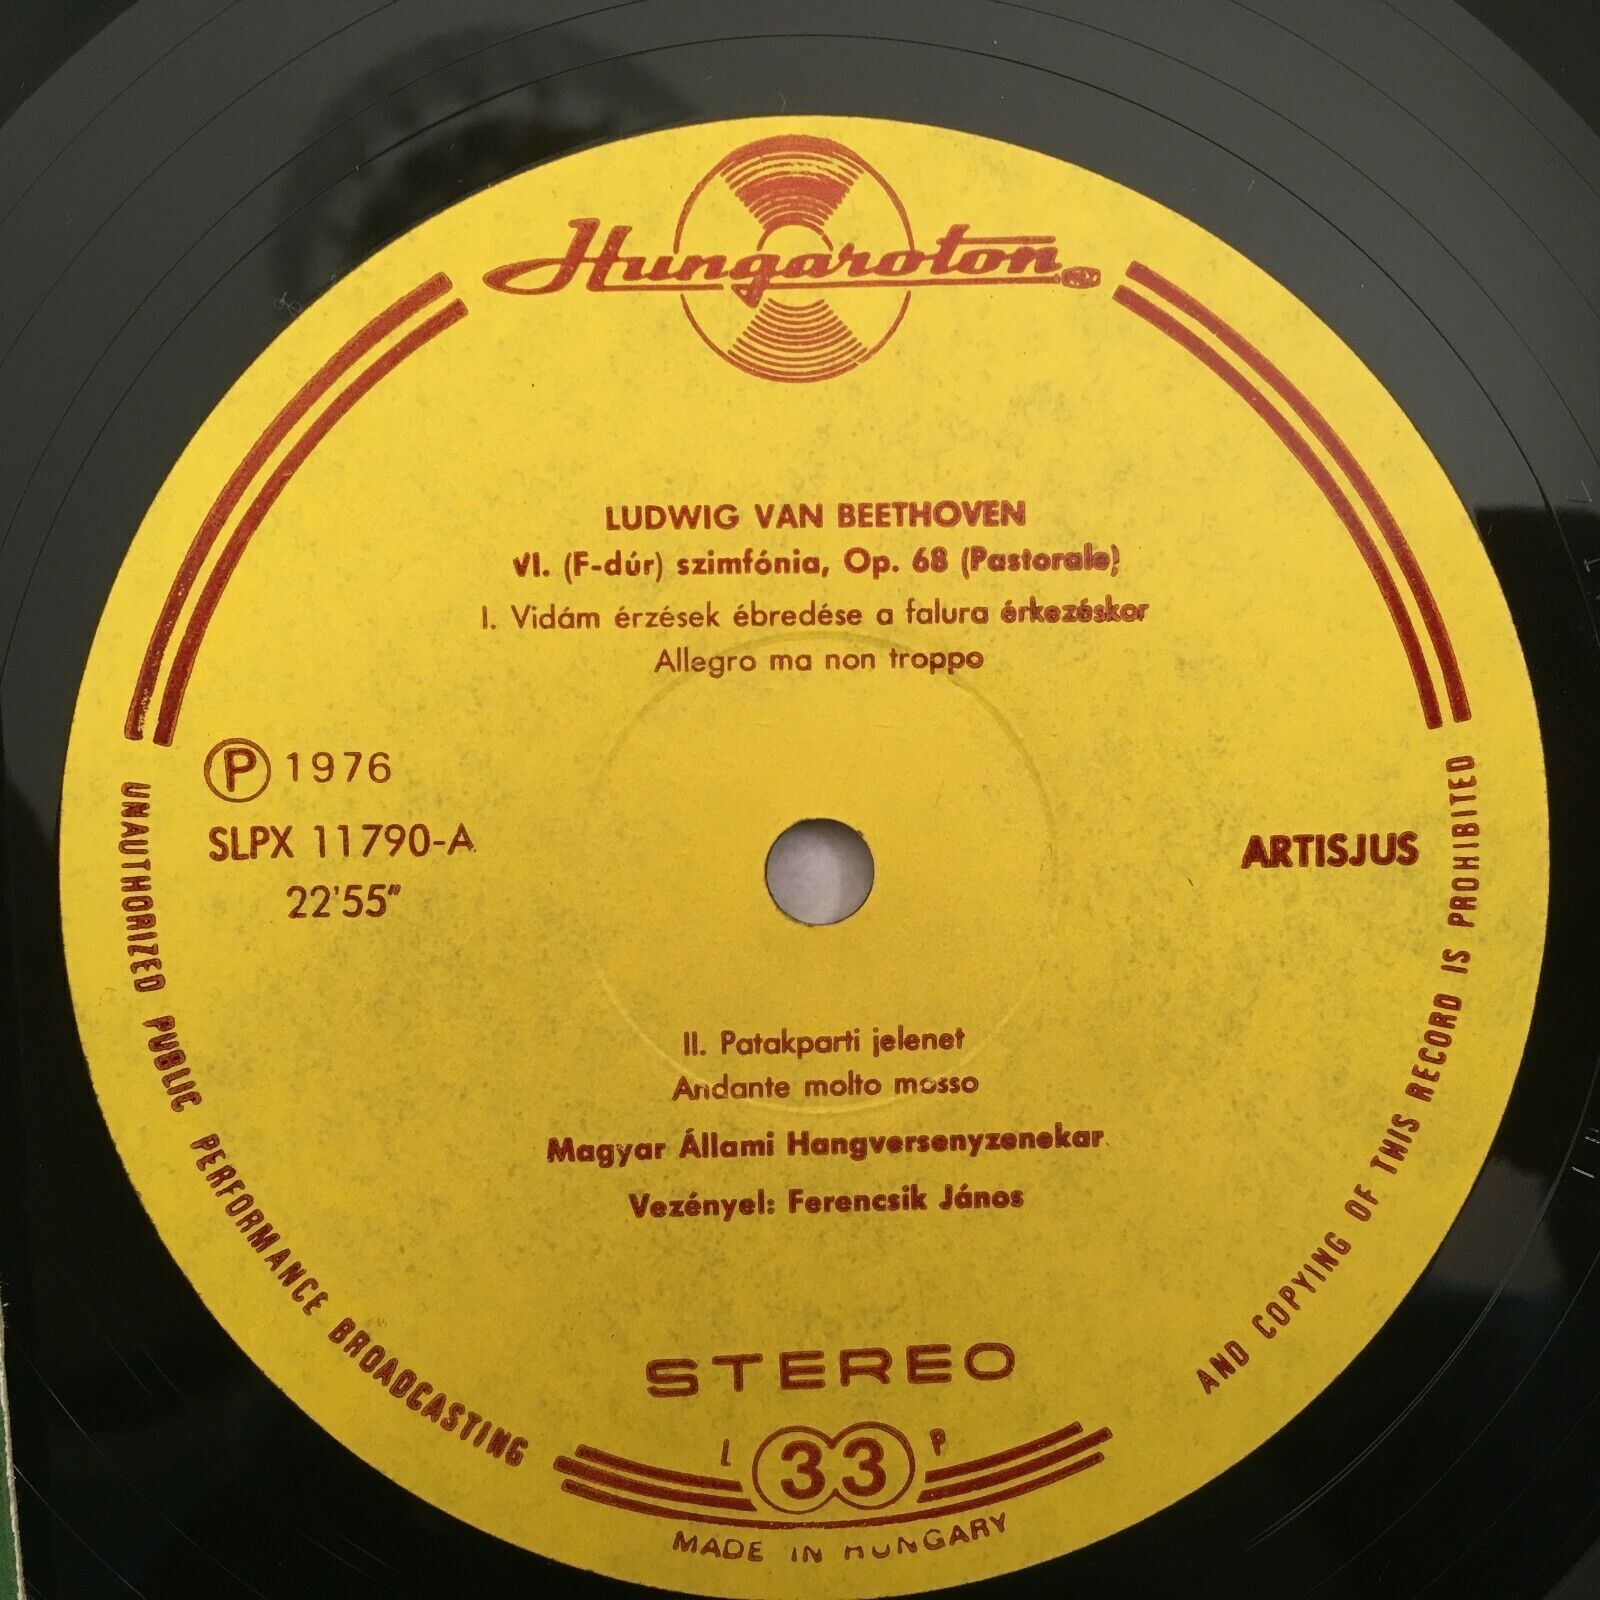 Hungaroton
LUDWIG VAN BEETHOVEN
VI. (F-dúr) szimfónia, Op. 68 (Pastorale)
I. Vidám érzések ébredése a falura érkezéskor
Allegro ma non troppo
P 1976
SLPX 11790-A
22'55"
ARTISJUS
II. Patakparti jelenet
Andante molto mosso
Magyar Állami Hangversenyzenekar
Vezényel: Ferencsik János
STEREO
L 33 P
MADE IN HUNGARY
UNAUTHORIZED PUBLIC PERFORMANCE BROADCASTING
AND COPYING OF THIS RECORD IS PROHIBITED